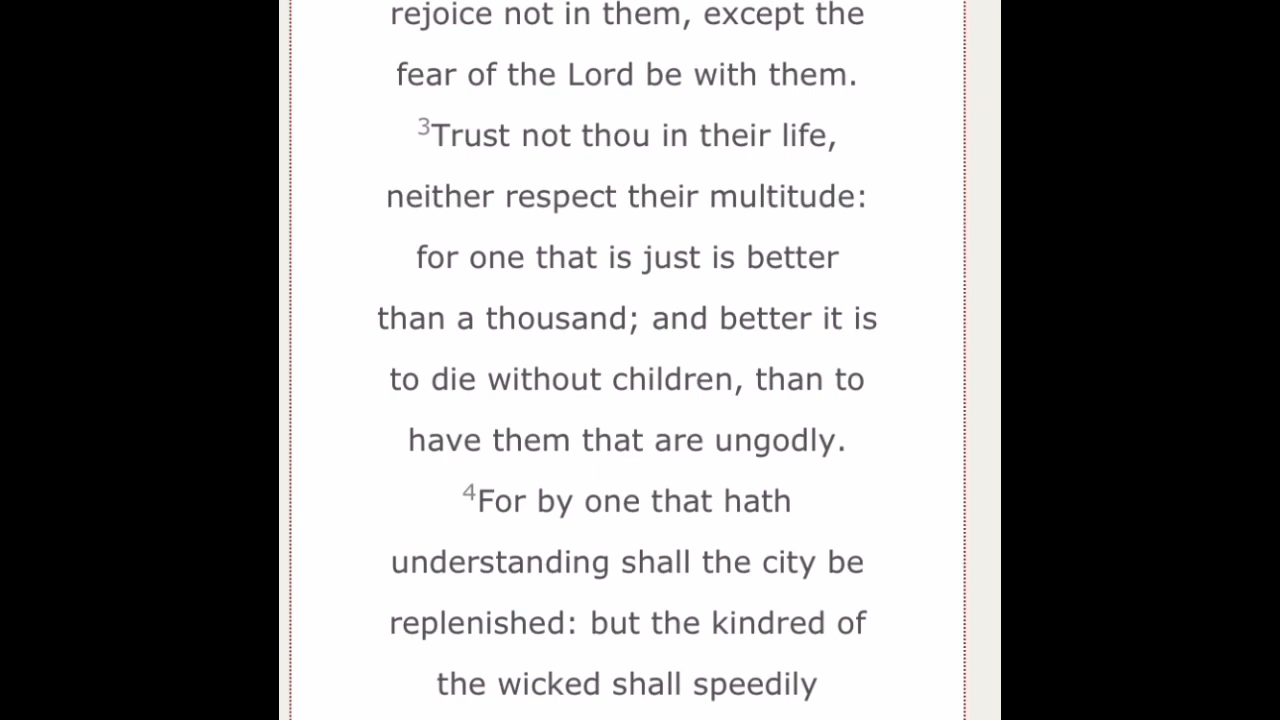 rejoice not in them, except the
fear of the Lord be with them.
3Trust not thou in their life,
neither respect their multitude:
for one that is just is better
than a thousand; and better it is
to die without children, than to
have them that are ungodly.
4For by one that hath
understanding shall the city be
replenished: but the kindred of
the wicked shall speedily